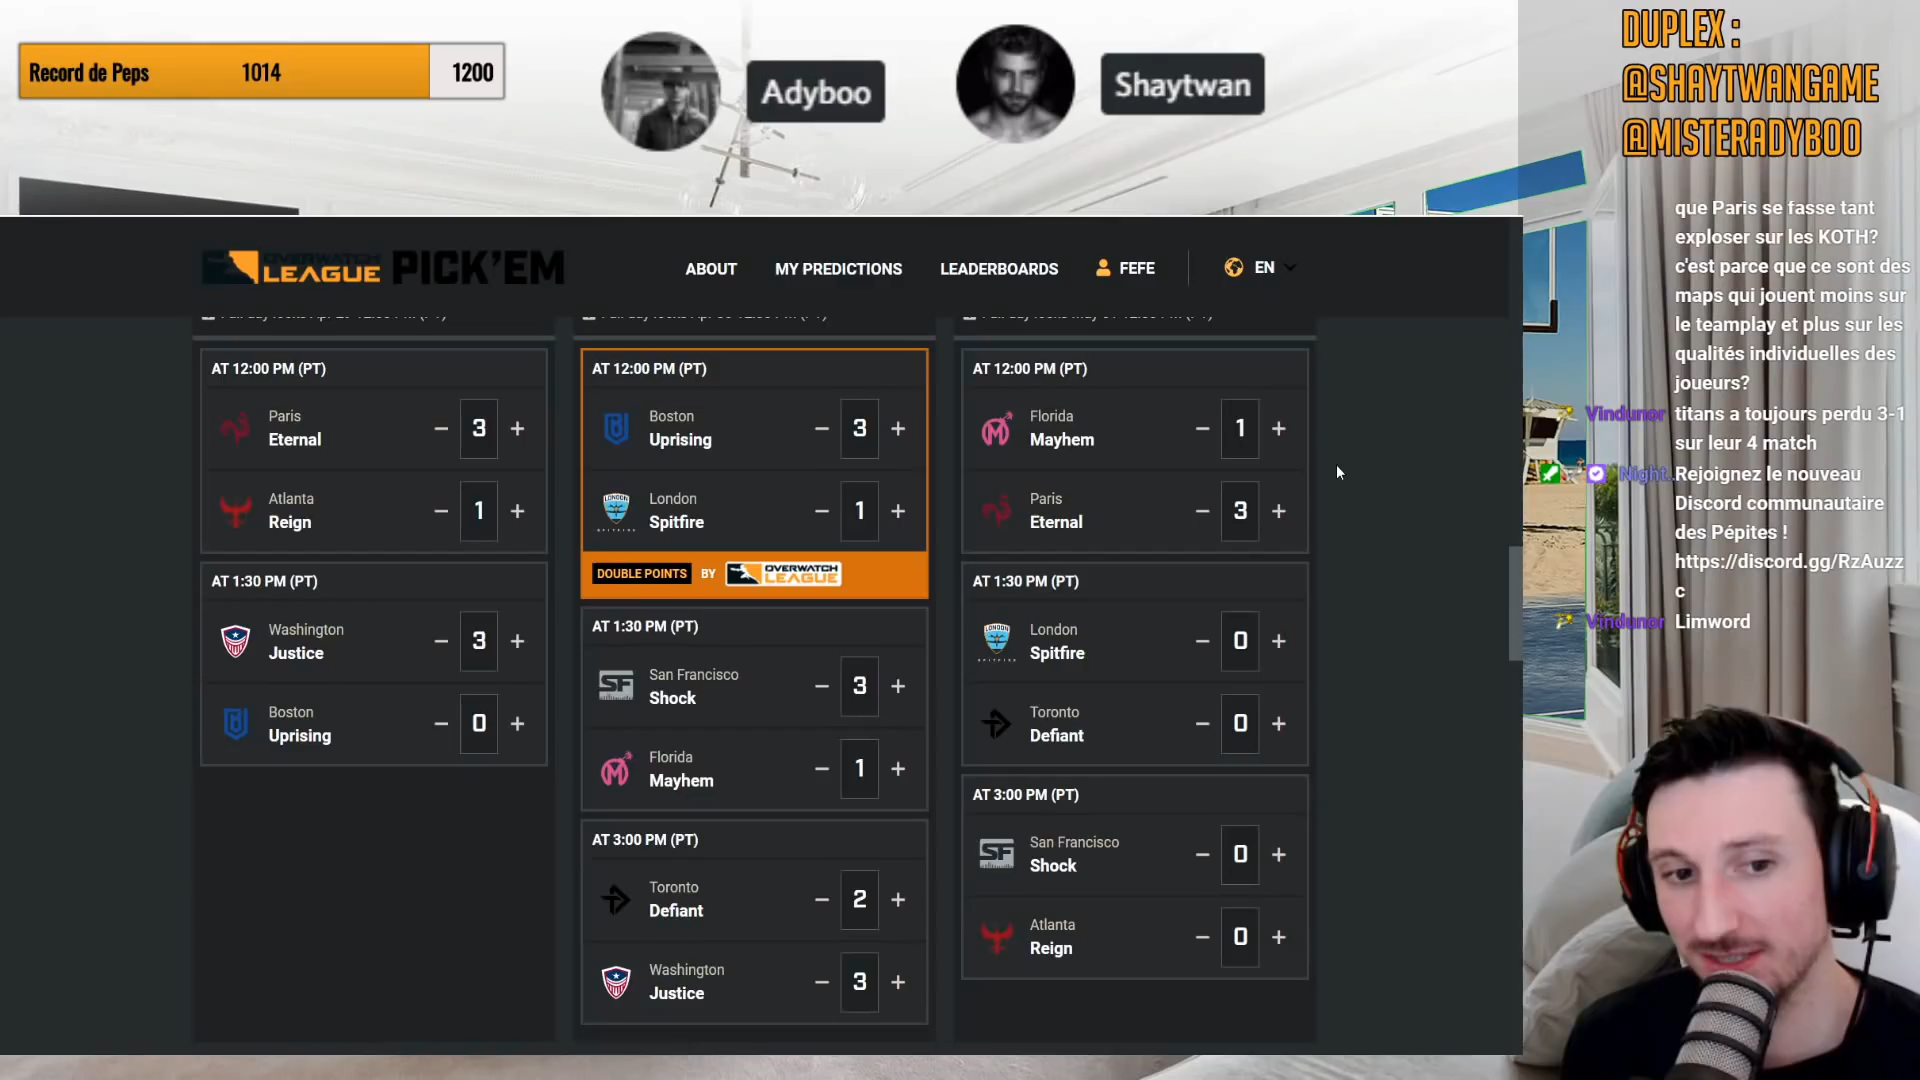 Record de Peps 1014 1200
Adyboo
Shaytwan
DUPLEX :
@SHAYTWANGAME
@MISTERADYBOO
OVERWATCH
LEAGUE PICK'EM
ABOUT MY PREDICTIONS LEADERBOARDS FEFE EN
AT 12:00 PM (PT)
Paris
Eternal
− 3 +
Atlanta
Reign
− 1 +
AT 1:30 PM (PT)
Washington
Justice
− 3 +
Boston
Uprising
− 0 +
AT 12:00 PM (PT)
Boston
Uprising
− 3 +
LONDON
SPITFIRE
London
Spitfire
− 1 +
DOUBLE POINTS BY OVERWATCH
LEAGUE
AT 1:30 PM (PT)
SF
San Francisco
Shock
− 3 +
Florida
Mayhem
− 1 +
AT 3:00 PM (PT)
Toronto
Defiant
− 2 +
Washington
Justice
− 3 +
AT 12:00 PM (PT)
Florida
Mayhem
− 1 +
Paris
Eternal
− 3 +
AT 1:30 PM (PT)
LONDON
SPITFIRE
London
Spitfire
− 0 +
Toronto
Defiant
− 0 +
AT 3:00 PM (PT)
SF
San Francisco
Shock
− 0 +
Atlanta
Reign
− 0 +
que Paris se fasse tant
exploser sur les KOTH?
c'est parce que ce sont des
maps qui jouent moins sur
le teamplay et plus sur les
qualités individuelles des
joueurs?
Vindunor titans a toujours perdu 3-1
sur leur 4 match
Night.. Rejoignez le nouveau
Discord communautaire
des Pépites !
https://discord.gg/RzAuzz
c
Vindunor Limword